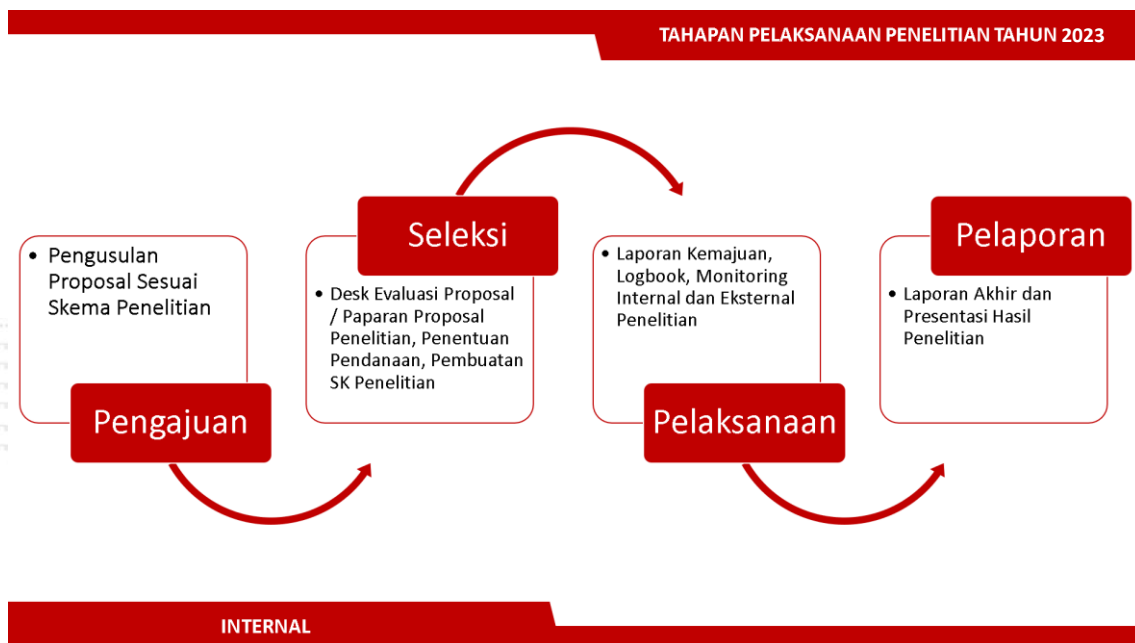 TAHAPAN PELAKSANAAN PENELITIAN TAHUN 2023
• Pengusulan
Proposal Sesuai
Skema Penelitian
Pengajuan
Seleksi
• Desk Evaluasi Proposal
/ Paparan Proposal
Penelitian, Penentuan
Pendanaan, Pembuatan
SK Penelitian
• Laporan Kemajuan,
Logbook, Monitoring
Internal dan Eksternal
Penelitian
Pelaksanaan
Pelaporan
• Laporan Akhir dan
Presentasi Hasil
Penelitian
INTERNAL